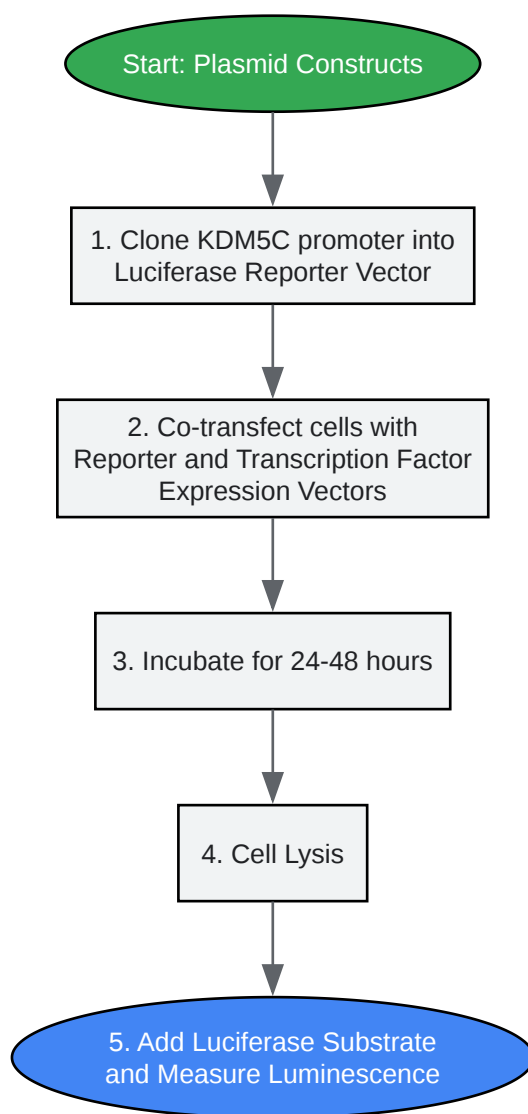 Start: Plasmid Constructs
1. Clone KDM5C promoter into
Luciferase Reporter Vector
2. Co-transfect cells with
Reporter and Transcription Factor
Expression Vectors
3. Incubate for 24-48 hours
4. Cell Lysis
5. Add Luciferase Substrate
and Measure Luminescence